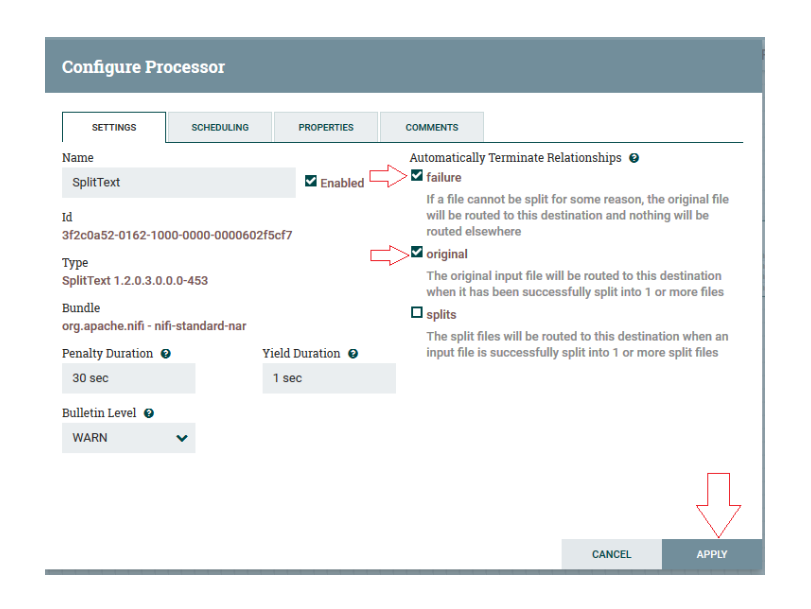 Configure Processor
SETTINGS
SCHEDULING
PROPERTIES
COMMENTS
Name
SplitText
Enabled
Id
3f2c0a52-0162-1000-0000-0000602f5cf7
Type
SplitText 1.2.0.3.0.0.0-453
Bundle
org.apache.nifi - nifi-standard-nar
Penalty Duration
Yield Duration
30 sec
1 sec
Bulletin Level
WARN
Automatically Terminate Relationships
failure
If a file cannot be split for some reason, the original file
will be routed to this destination and nothing will be
routed elsewhere
original
The original input file will be routed to this destination
when it has been successfully split into 1 or more files
splits
The split files will be routed to this destination when an
input file is successfully split into 1 or more split files
CANCEL
APPLY